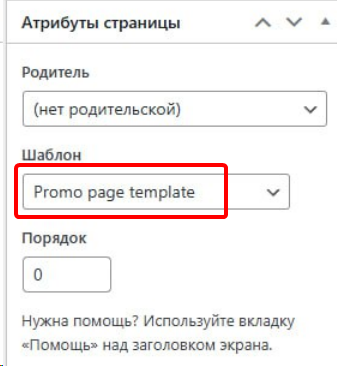 Атрибуты страницы
Родитель
(нет родительской)
Шаблон
Promo page template
Порядок
0
Нужна помощь? Используйте вкладку
«Помощь» над заголовком экрана.